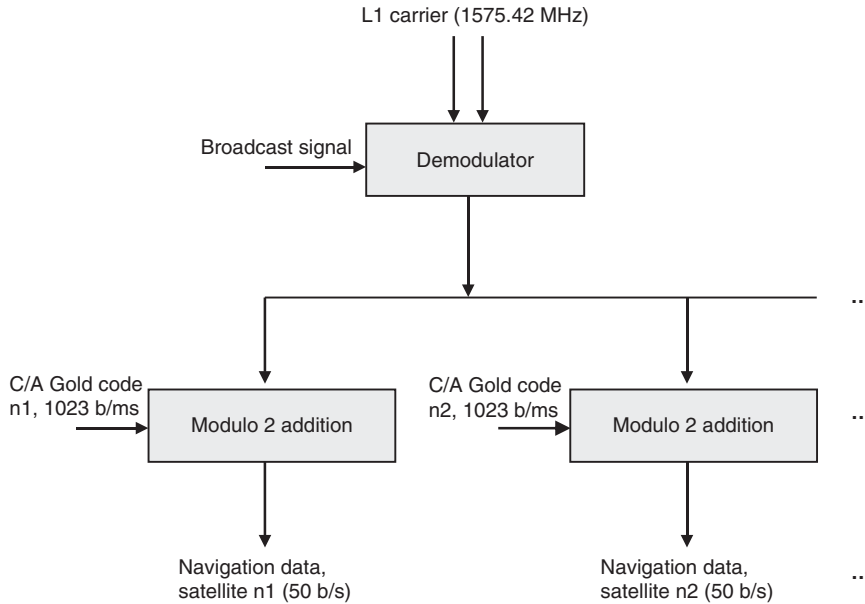 L1 carrier (1575.42 MHz)
Broadcast signal
Demodulator
..
C/A Gold code
n1, 1023 b/ms
Modulo 2 addition
C/A Gold code
n2, 1023 b/ms
Modulo 2 addition
..
Navigation data,
satellite n1 (50 b/s)
Navigation data,
satellite n2 (50 b/s)
..